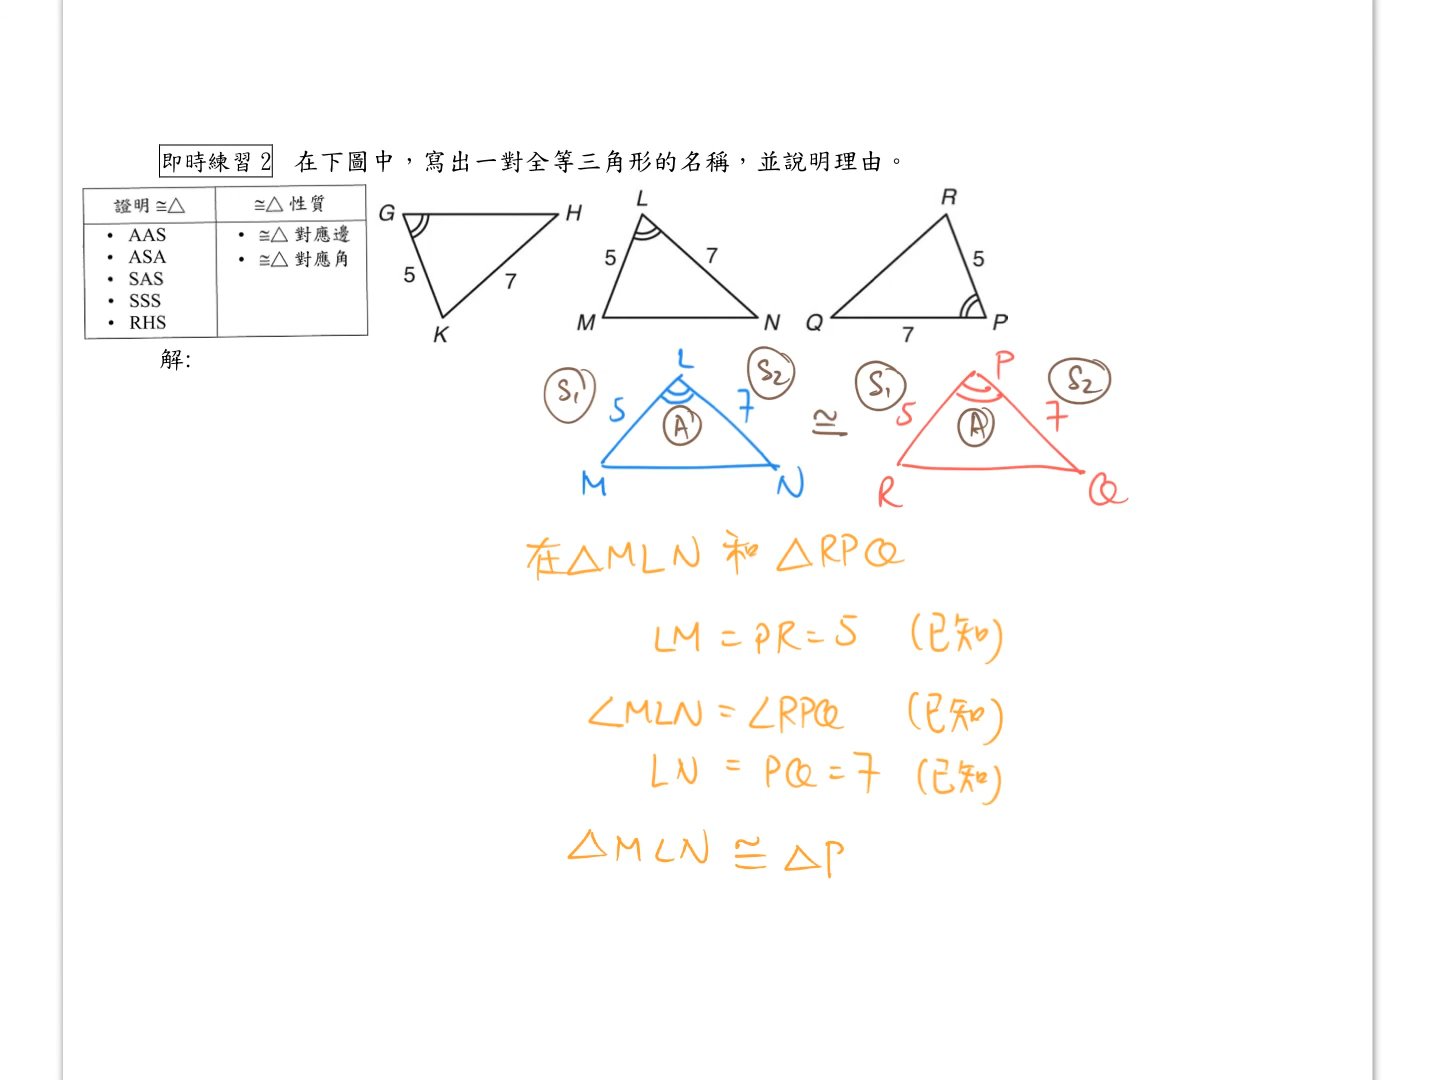 即時練習 2 在下圖中，寫出一對全等三角形的名稱，並說明理由。
證明 ≅△ ≅△ 性質
• AAS • ≅△ 對應邊
• ASA • ≅△ 對應角
• SAS
• SSS
• RHS
G H
5 7
K
L
5 7
M N
R
5
Q P
7
解:
L
S₁ S₂
5 7
A
M N
≅
P
S₁ S₂
5 7
A
R Q
在△MLN 和 △RPQ
LM = PR = 5 (已知)
∠MLN = ∠RPQ (已知)
LN = PQ = 7 (已知)
△MLN ≅ △P